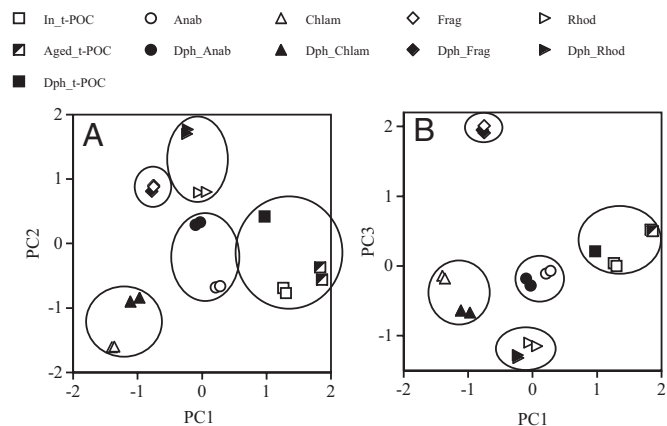 In_t-POC Anab Chlam Frag Rhod
Aged_t-POC Dph_Anab Dph_Chlam Dph_Frag Dph_Rhod
Dph_t-POC
A
2
1
0
-1
-2
PC2
-2 -1 0 1 2
PC1
B
2
1
0
-1
PC3
-2 -1 0 1 2
PC1